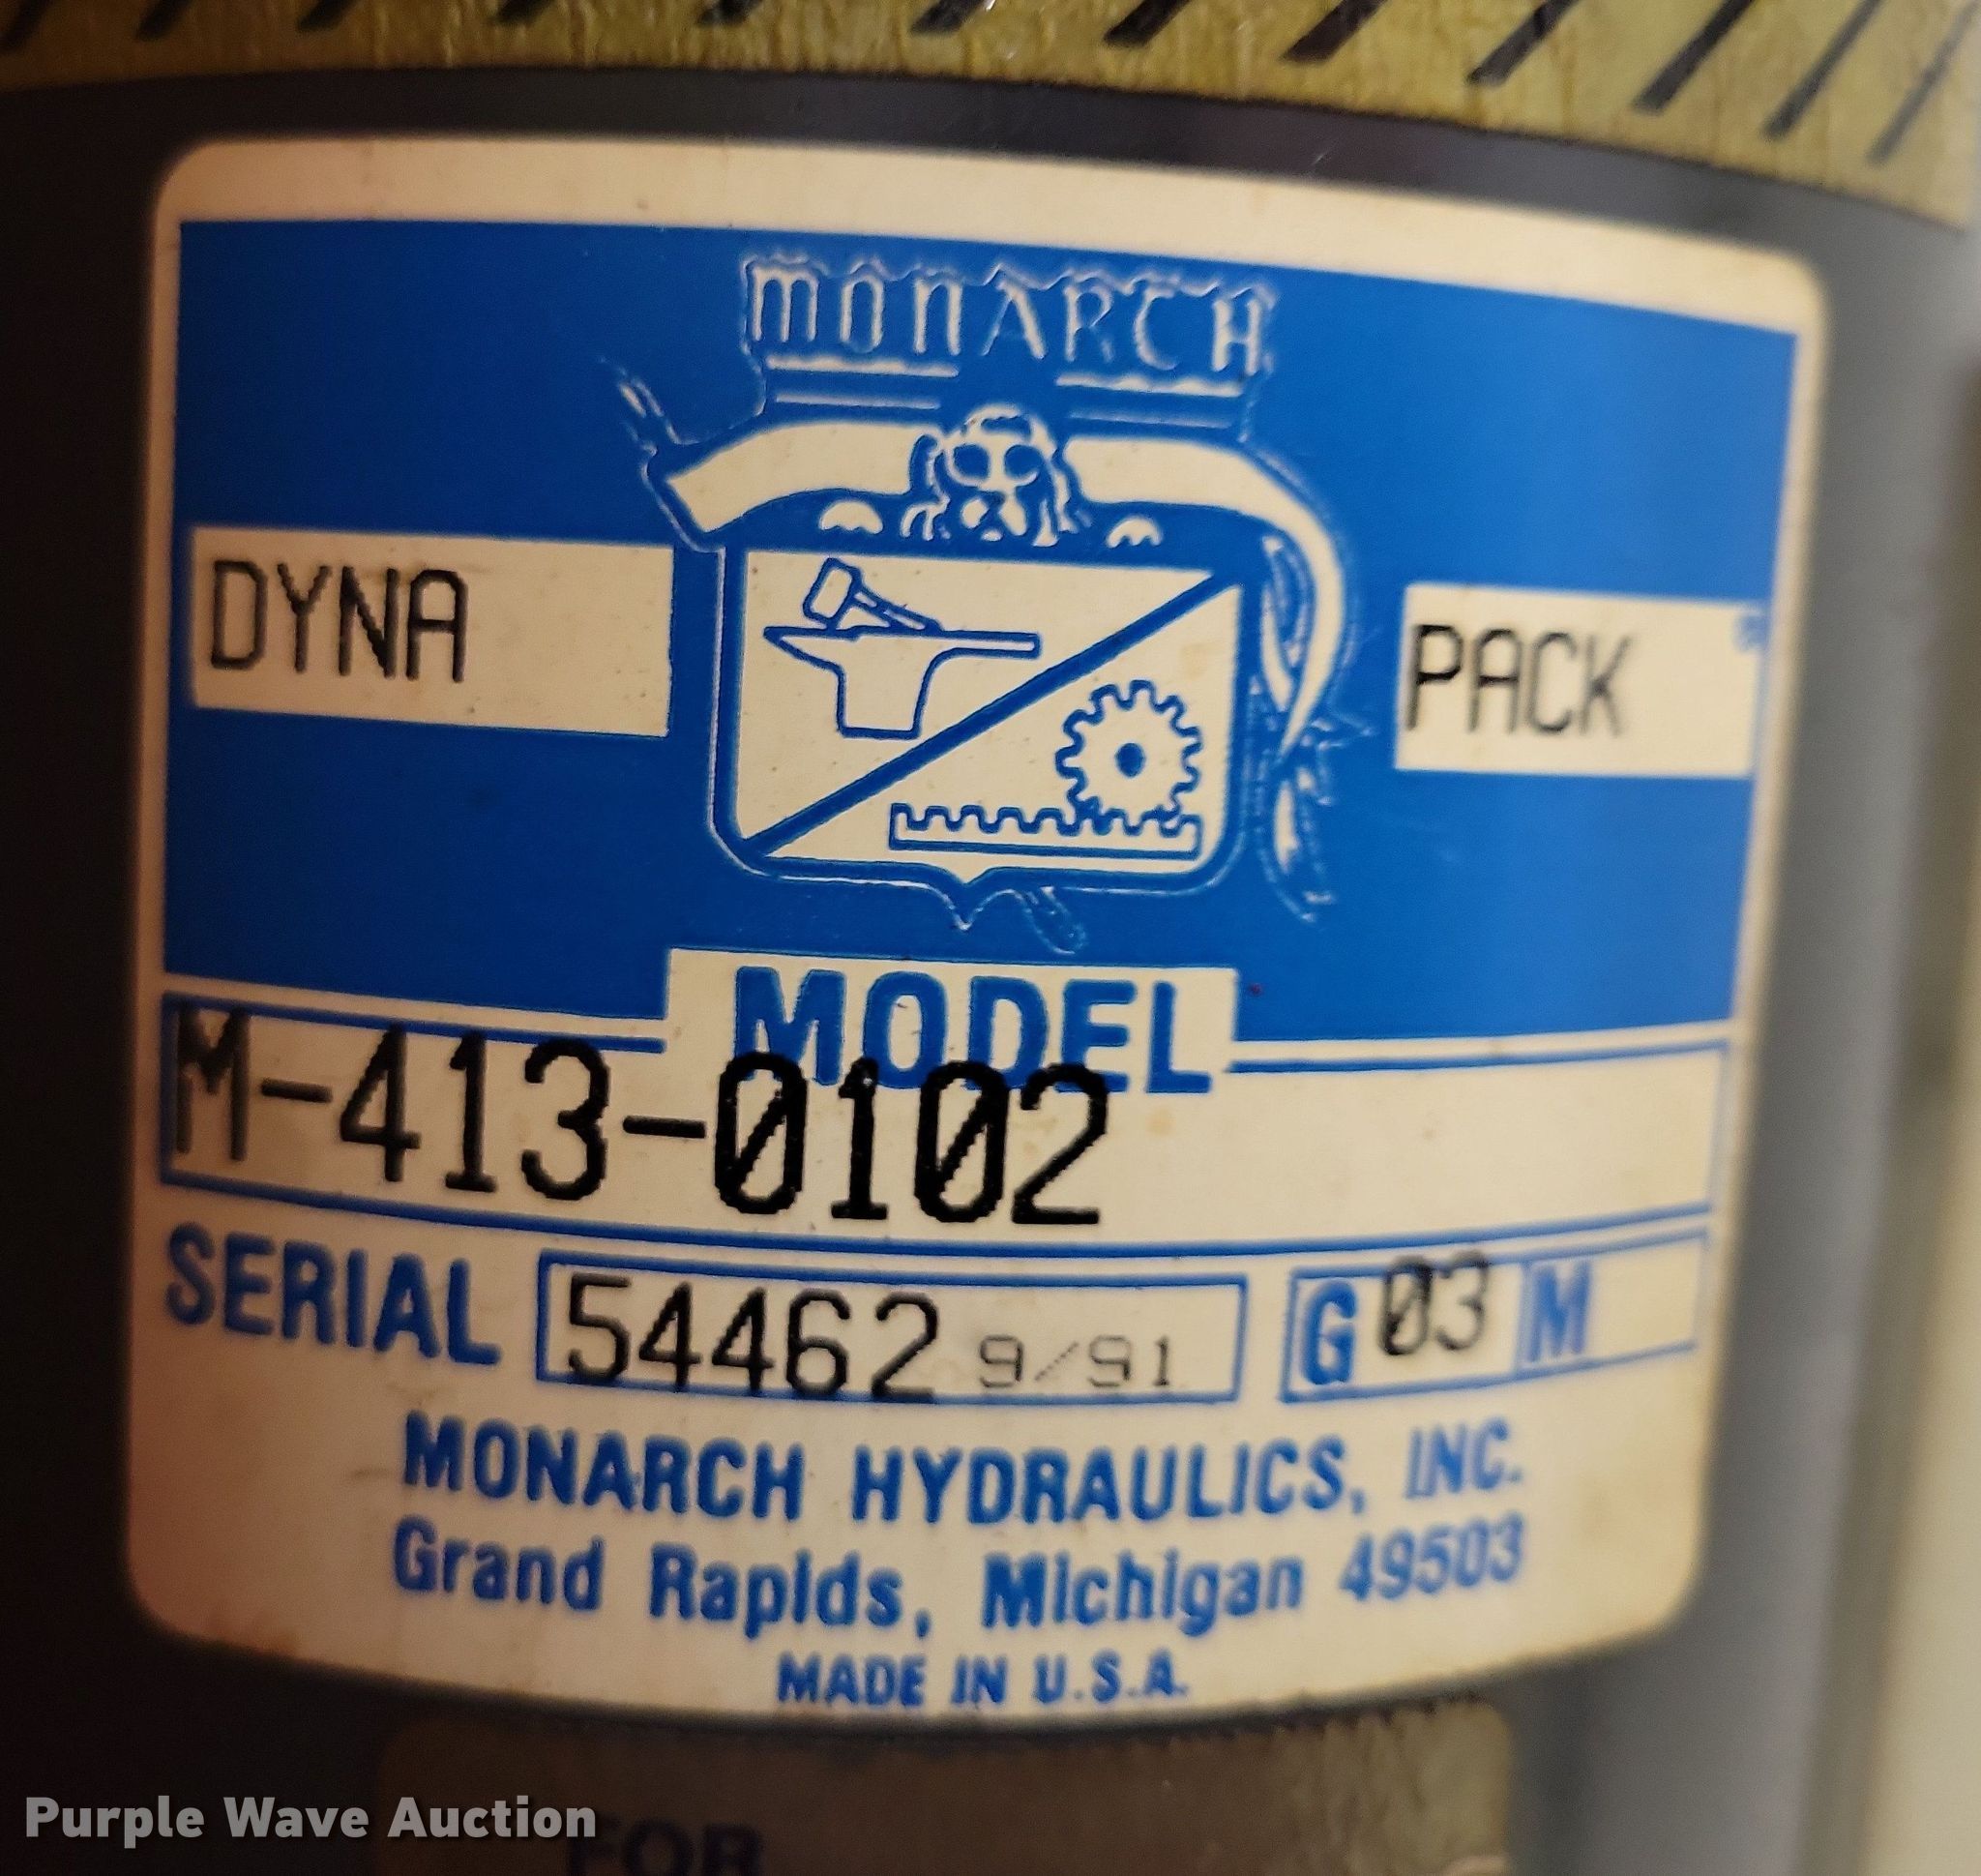 MONARCH
DYNA PACK
MODEL
M-413-0102
SERIAL 54462 9/91 G 03 M
MONARCH HYDRAULICS, INC.
Grand Rapids, Michigan 49503
MADE IN U.S.A.
FOR
Purple Wave Auction